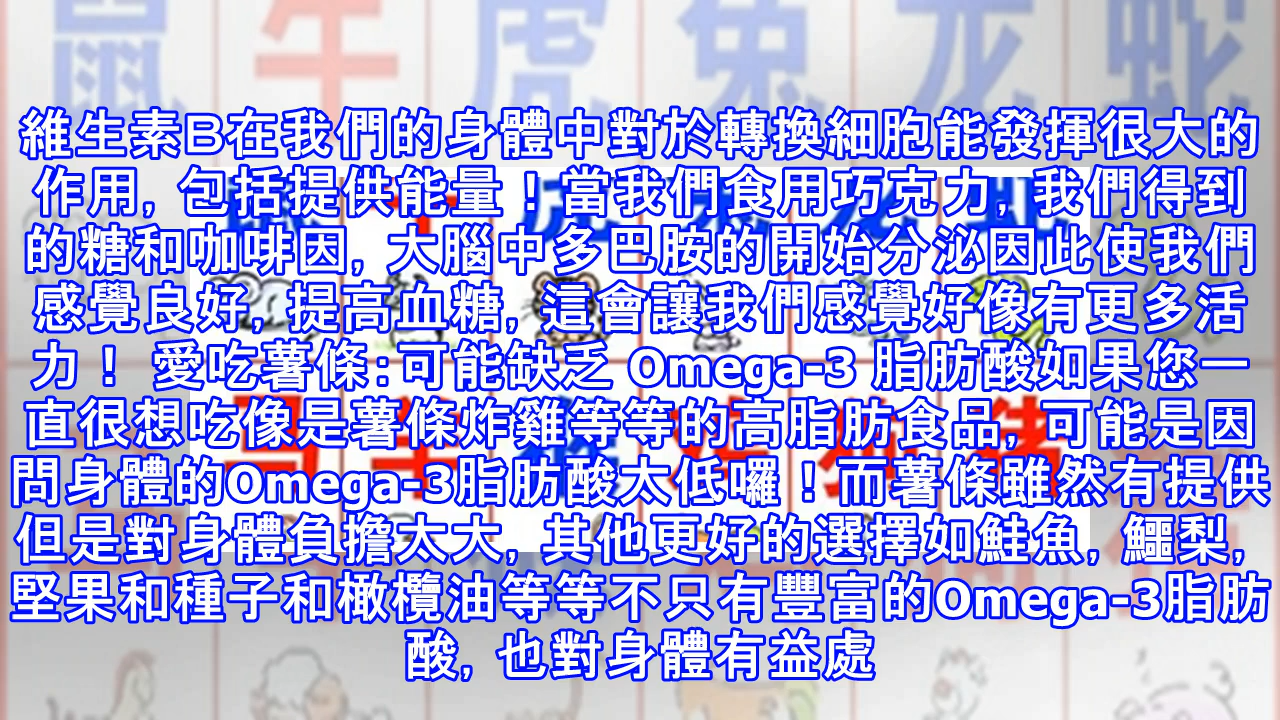 鼠牛虎兔龙蛇
維生素B在我們的身體中對於轉換細胞能發揮很大的
作用, 包括提供能量！當我們食用巧克力, 我們得到
的糖和咖啡因, 大腦中多巴胺的開始分泌因此使我們
感覺良好, 提高血糖, 這會讓我們感覺好像有更多活
力！ 愛吃薯條:可能缺乏 Omega-3 脂肪酸如果您一
直很想吃像是薯條炸雞等等的高脂肪食品, 可能是因
問身體的Omega-3脂肪酸太低囉！而薯條雖然有提供
但是對身體負擔太大, 其他更好的選擇如鮭魚, 鱷梨,
堅果和種子和橄欖油等等不只有豐富的Omega-3脂肪
酸, 也對身體有益處